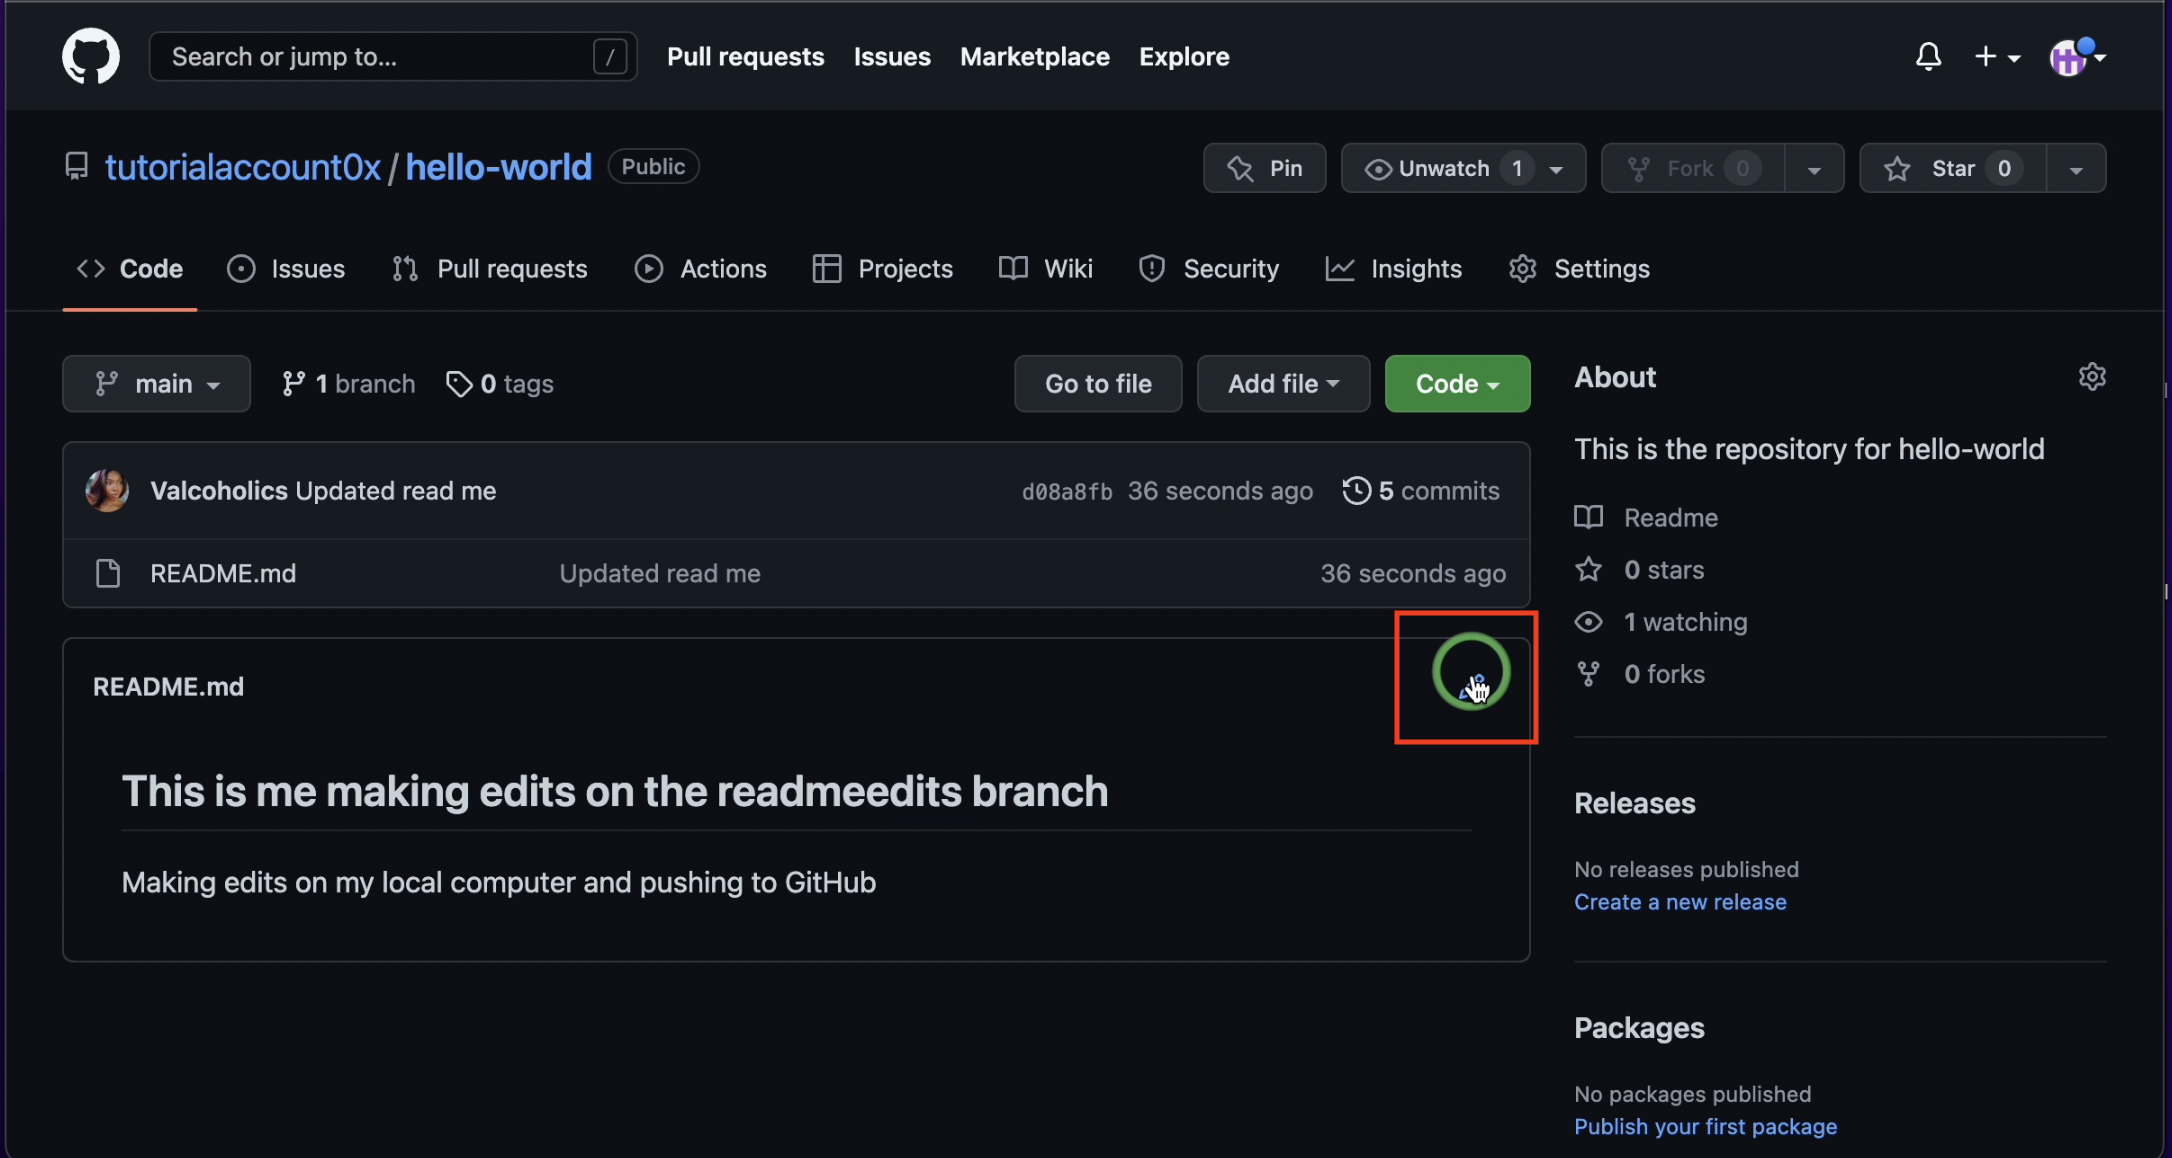 Search or jump to... / Pull requests Issues Marketplace Explore
tutorialaccount0x / hello-world Public Pin Unwatch 1 Fork 0 Star 0
Code Issues Pull requests Actions Projects Wiki Security Insights Settings
main 1 branch 0 tags Go to file Add file Code
Valcoholics Updated read me d08a8fb 36 seconds ago 5 commits
README.md Updated read me 36 seconds ago
README.md
This is me making edits on the readmeedits branch
Making edits on my local computer and pushing to GitHub
About
This is the repository for hello-world
Readme
0 stars
1 watching
0 forks
Releases
No releases published
Create a new release
Packages
No packages published
Publish your first package